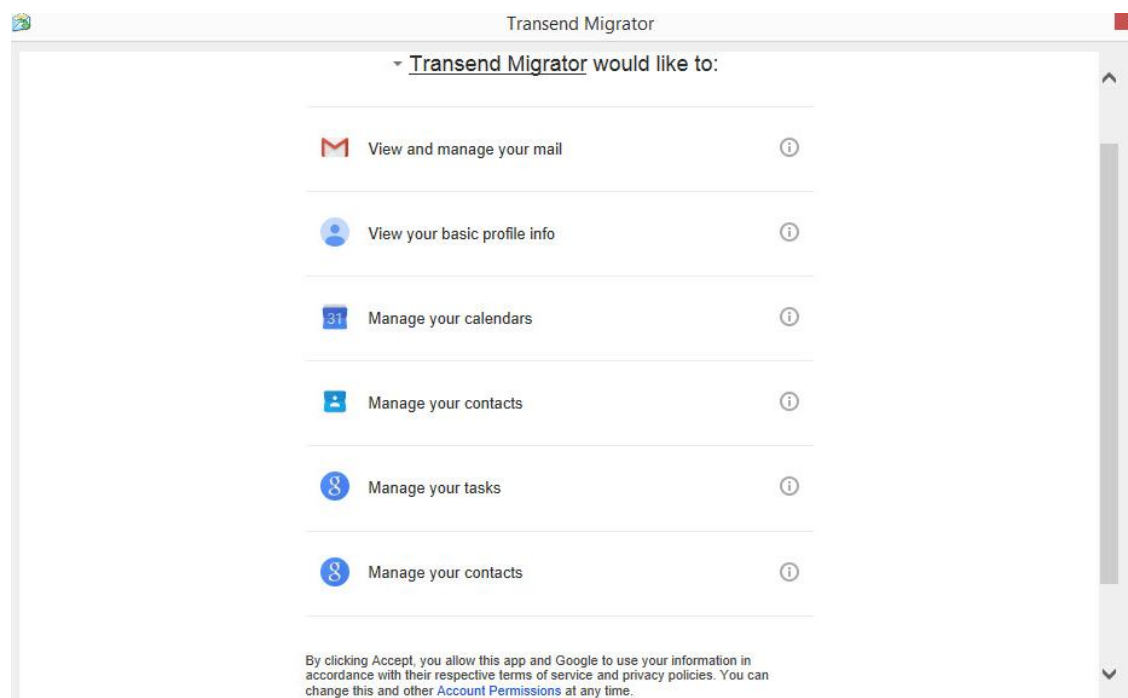 Transend Migrator
Transend Migrator would like to:
View and manage your mail
View your basic profile info
31
Manage your calendars
Manage your contacts
8
Manage your tasks
8
Manage your contacts
By clicking Accept, you allow this app and Google to use your information in
accordance with their respective terms of service and privacy policies. You can
change this and other Account Permissions at any time.